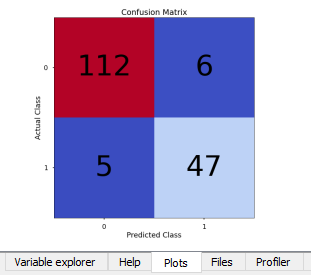 Confusion Matrix
0 112 6
Actual Class
1 5 47
0 1
Predicted Class
Variable explorer Help Plots Files Profiler